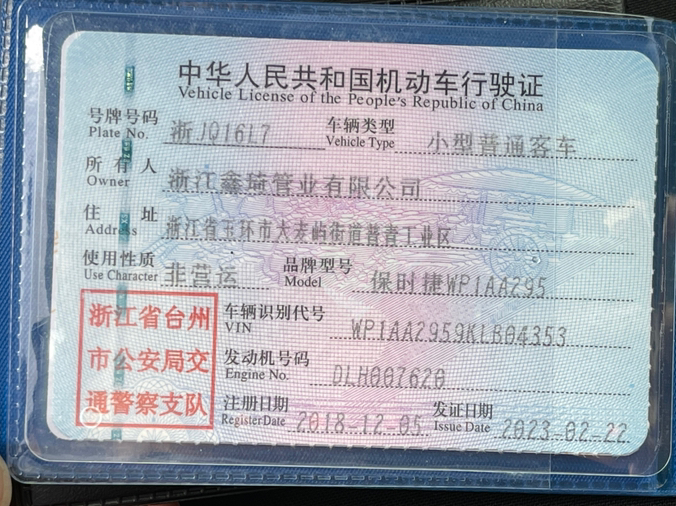 中华人民共和国机动车行驶证
Vehicle License of the People's Republic of China
号牌号码 浙JQ16L7 车辆类型 小型普通客车
Plate No. Vehicle Type
所有人 浙江鑫琦管业有限公司
Owner
住址 浙江省玉环市大麦屿街道普青工业区
Address
使用性质 非营运 品牌型号 保时捷WP1AA295
Use Character Model
浙江省台州 车辆识别代号 WP1AA2959KLB04353
VIN
市公安局交 发动机号码 DLH007620
Engine No.
通警察支队 注册日期 2018-12-05 发证日期 2023-02-22
Register Date Issue Date